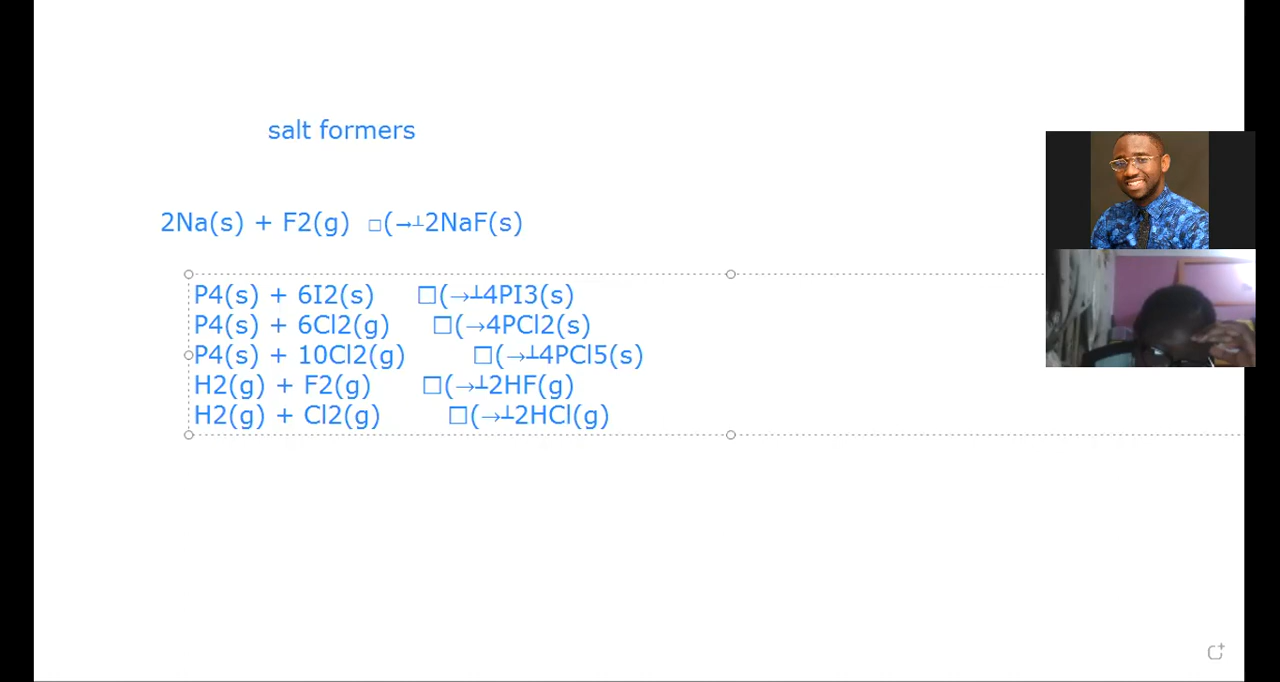 salt formers
2Na(s) + F2(g) □(→┴2NaF(s)
P4(s) + 6I2(s) □(→┴4PI3(s)
P4(s) + 6Cl2(g) □(→4PCl2(s)
P4(s) + 10Cl2(g) □(→┴4PCl5(s)
H2(g) + F2(g) □(→┴2HF(g)
H2(g) + Cl2(g) □(→┴2HCl(g)